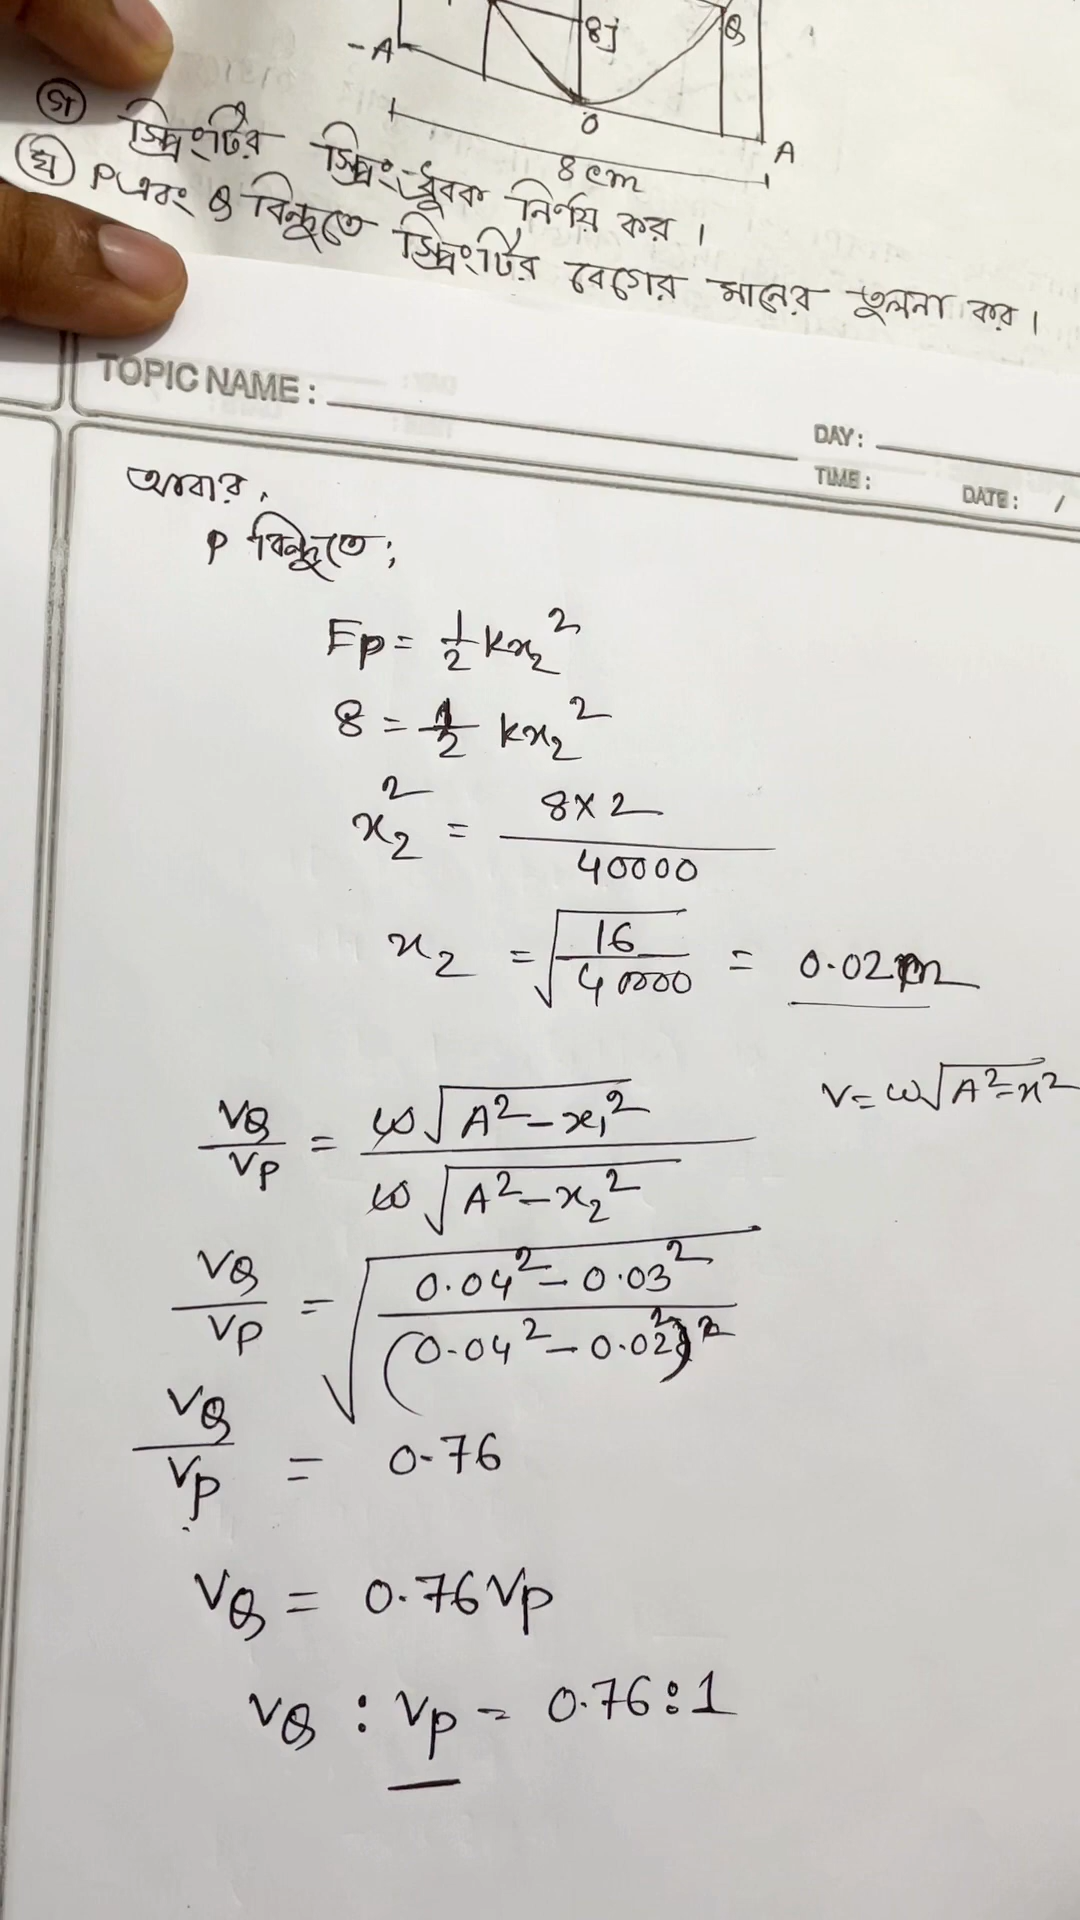 8J
Q
-A
O
A
8 cm
গ স্প্রিংটির স্প্রিং ধ্রুবক নির্ণয় কর।
ঘ P এবং Q বিন্দুতে স্প্রিংটির বেগের মানের তুলনা কর।
TOPIC NAME :
DAY :
TIME :
DATE : /
আবার,
P বিন্দুতে;
Ep = 1/2 kx₂²
8 = 1/2 kx₂²
x₂² = 8×2/40000
x₂ = √(16/40000) = 0.02m
V = ω√A²-x²
VQ/VP = ω√A²-x₁² / ω√A²-x₂²
VQ/VP = √(0.04²-0.03² / (0.04²-0.02²)²)
VQ/VP = 0.76
VQ = 0.76 VP
VQ : VP = 0.76:1